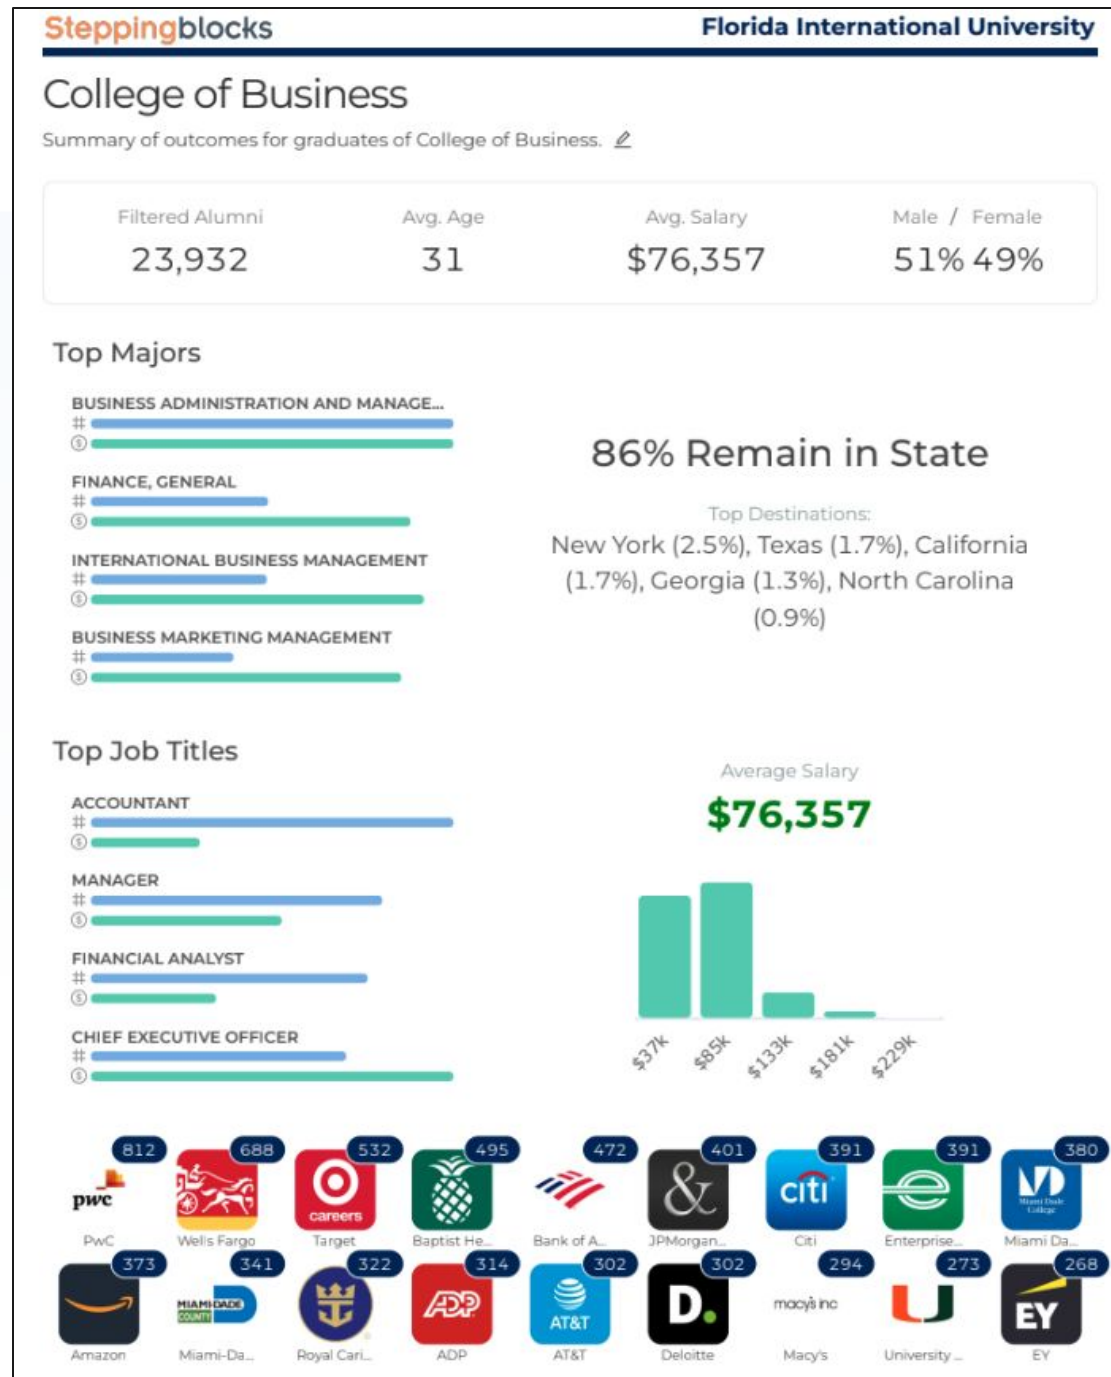 Steppingblocks
Florida International University
College of Business
Summary of outcomes for graduates of College of Business.
Filtered Alumni
23,932
Avg. Age
31
Avg. Salary
$76,357
Male / Female
51% 49%
Top Majors
BUSINESS ADMINISTRATION AND MANAGE...
#
$
FINANCE, GENERAL
#
$
INTERNATIONAL BUSINESS MANAGEMENT
#
$
BUSINESS MARKETING MANAGEMENT
#
$
86% Remain in State
Top Destinations:
New York (2.5%), Texas (1.7%), California
(1.7%), Georgia (1.3%), North Carolina
(0.9%)
Top Job Titles
ACCOUNTANT
#
$
MANAGER
#
$
FINANCIAL ANALYST
#
$
CHIEF EXECUTIVE OFFICER
#
$
Average Salary
$76,357
$37k
$85k
$133k
$181k
$229k
812
688
532
495
472
401
391
391
380
pwc
careers
&
citi
Miami Dade
College
PwC
Wells Fargo
Target
Baptist He...
Bank of A...
JPMorgan...
Citi
Enterprise...
Miami Da...
373
341
322
314
302
302
294
273
268
MIAMI-DADE
COUNTY
ADP
AT&T
D.
macy's inc
U
EY
Amazon
Miami-Da...
Royal Cari...
ADP
AT&T
Deloitte
Macy's
University ...
EY